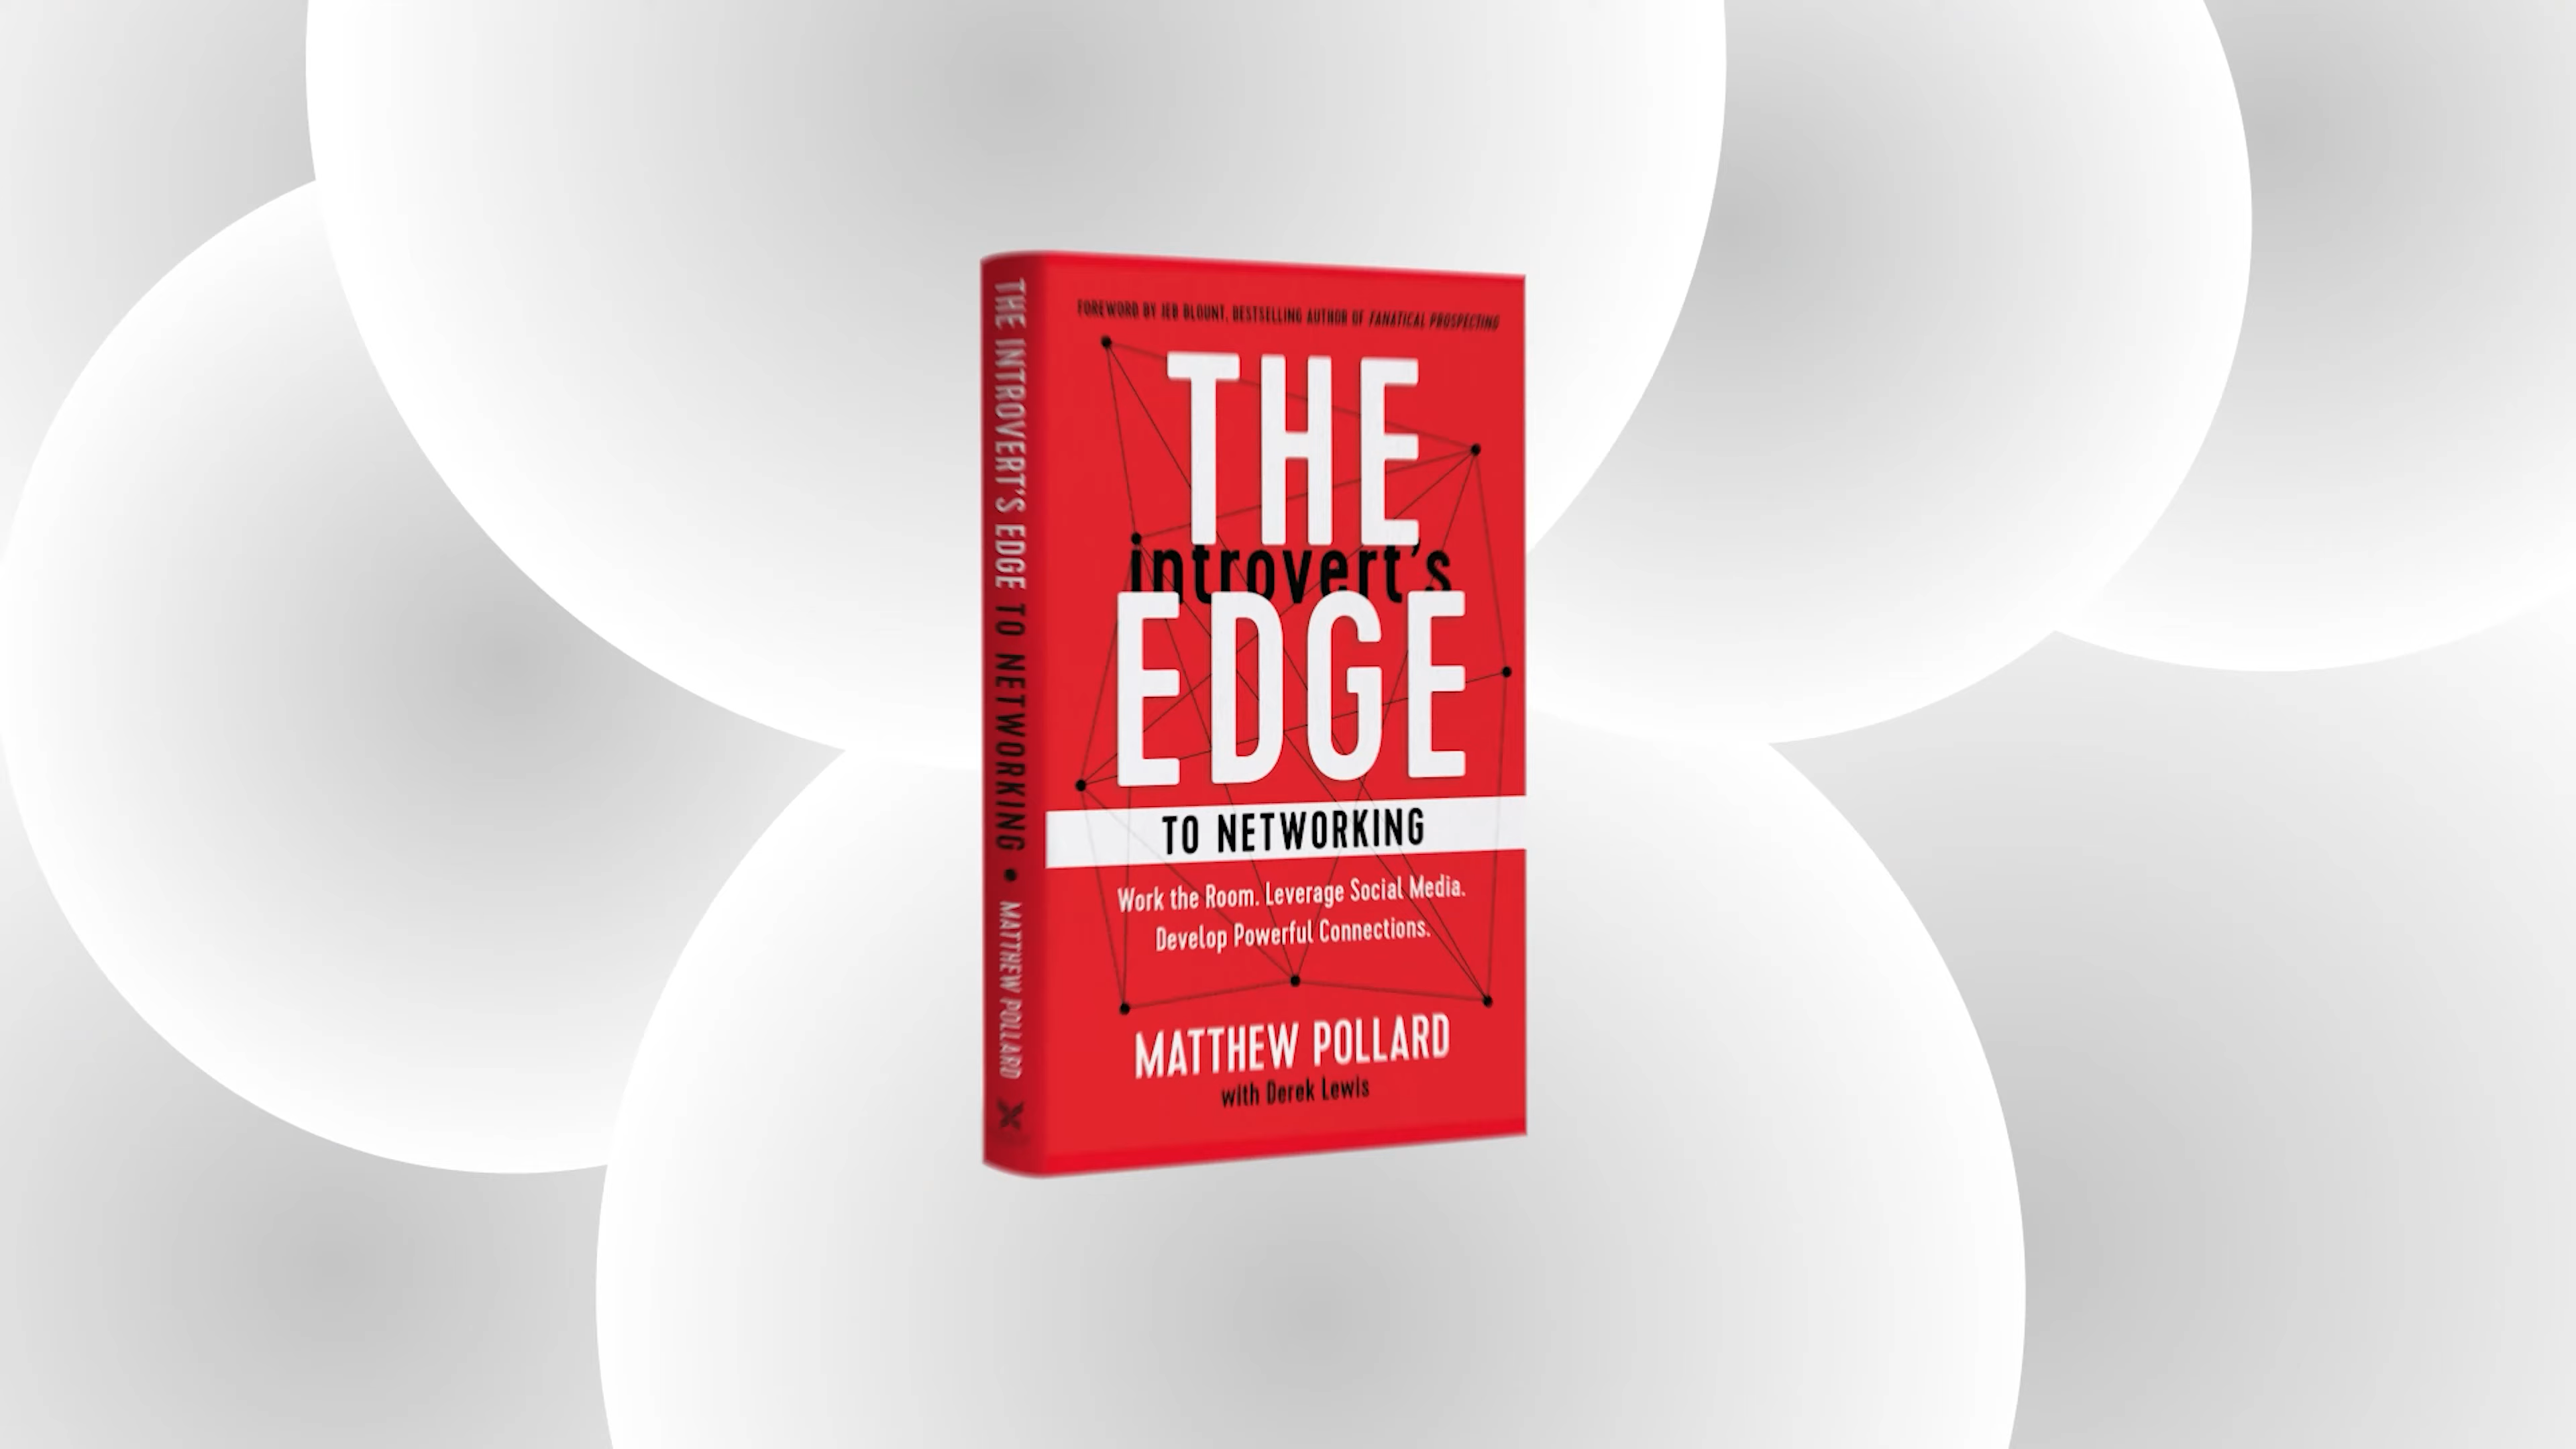 THE INTROVERT'S EDGE TO NETWORKING • MATTHEW POLLARD
FOREWORD BY JEB BLOUNT, BESTSELLING AUTHOR OF FANATICAL PROSPECTING
THE
introvert's
EDGE
TO NETWORKING
Work the Room. Leverage Social Media.
Develop Powerful Connections.
MATTHEW POLLARD
with Derek Lewis